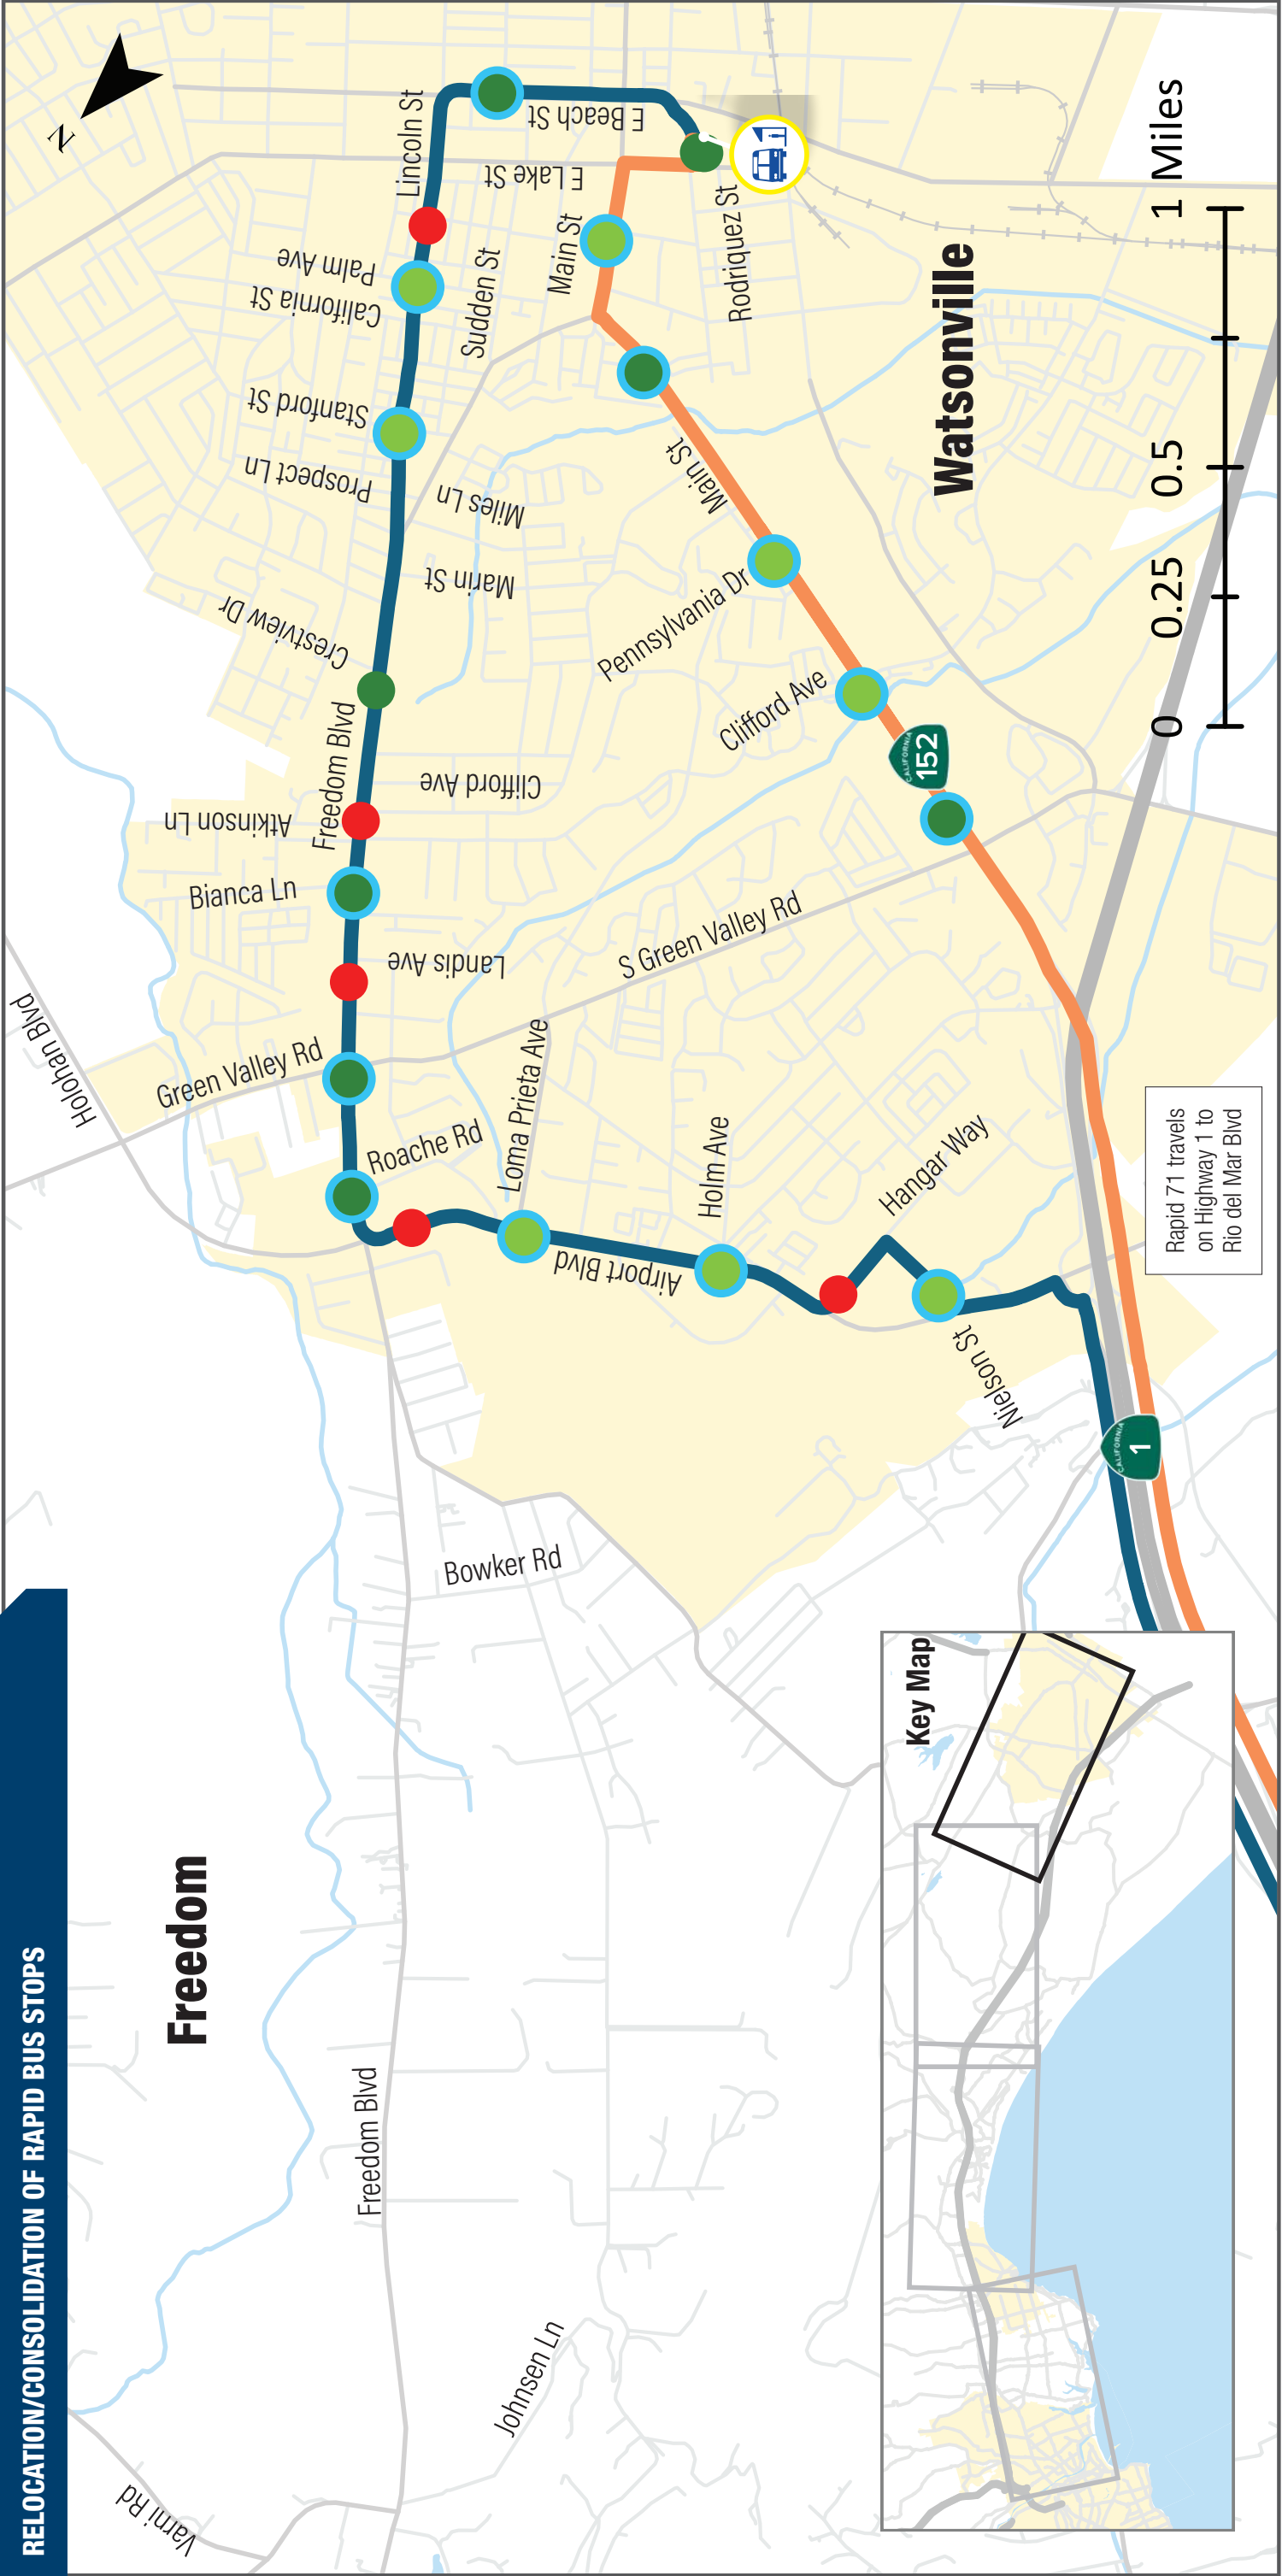 RELOCATION/CONSOLIDATION OF RAPID BUS STOPS
N
Varni Rd
Freedom
Freedom Blvd
Johnsen Ln
Bowker Rd
Holohan Blvd
Green Valley Rd
Roache Rd
Loma Prieta Ave
Airport Blvd
Holm Ave
Hangar Way
Nielson St
Landis Ave
Bianca Ln
Atkinson Ln
Freedom Blvd
Clifford Ave
Crestview Dr
Marin St
Miles Ln
Prospect Ln
Stanford St
California St
Palm Ave
Sudden St
Lincoln St
E Beach St
E Lake St
Main St
Rodriquez St
Main St
Pennsylvania Dr
Clifford Ave
S Green Valley Rd
CALIFORNIA
152
Watsonville
CALIFORNIA
1
Rapid 71 travels
on Highway 1 to
Rio del Mar Blvd
Key Map
0 0.25 0.5 1 Miles